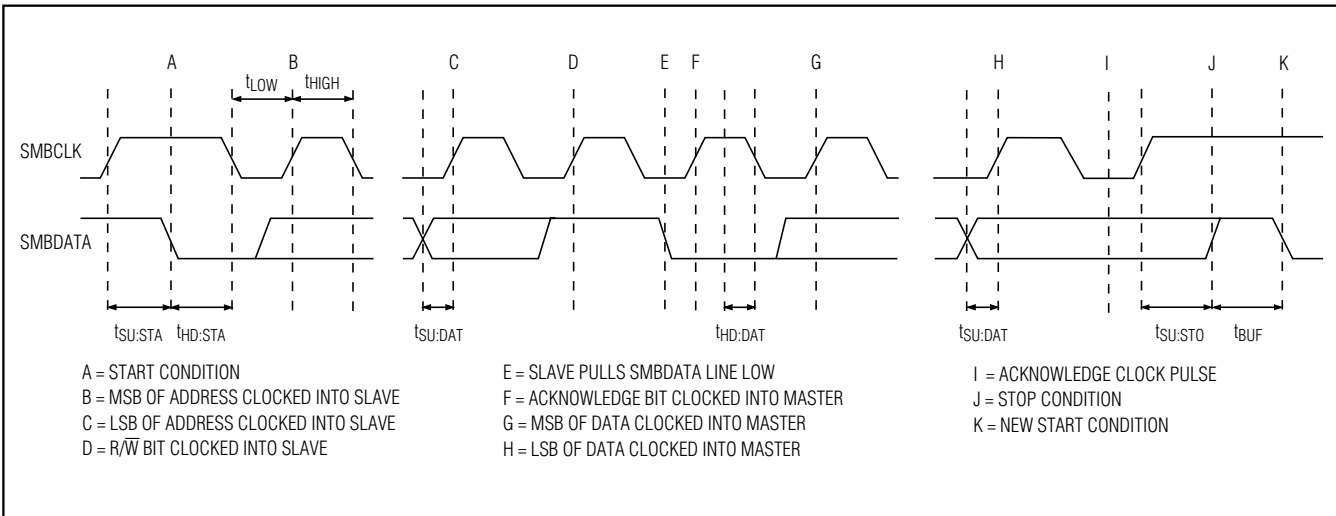 A B C D E F G H I J K
tLOW tHIGH
SMBCLK
SMBDATA
tSU:STA tHD:STA tSU:DAT tHD:DAT tSU:DAT tSU:STO tBUF
A = START CONDITION
B = MSB OF ADDRESS CLOCKED INTO SLAVE
C = LSB OF ADDRESS CLOCKED INTO SLAVE
D = R/W̅ BIT CLOCKED INTO SLAVE
E = SLAVE PULLS SMBDATA LINE LOW
F = ACKNOWLEDGE BIT CLOCKED INTO MASTER
G = MSB OF DATA CLOCKED INTO MASTER
H = LSB OF DATA CLOCKED INTO MASTER
I = ACKNOWLEDGE CLOCK PULSE
J = STOP CONDITION
K = NEW START CONDITION